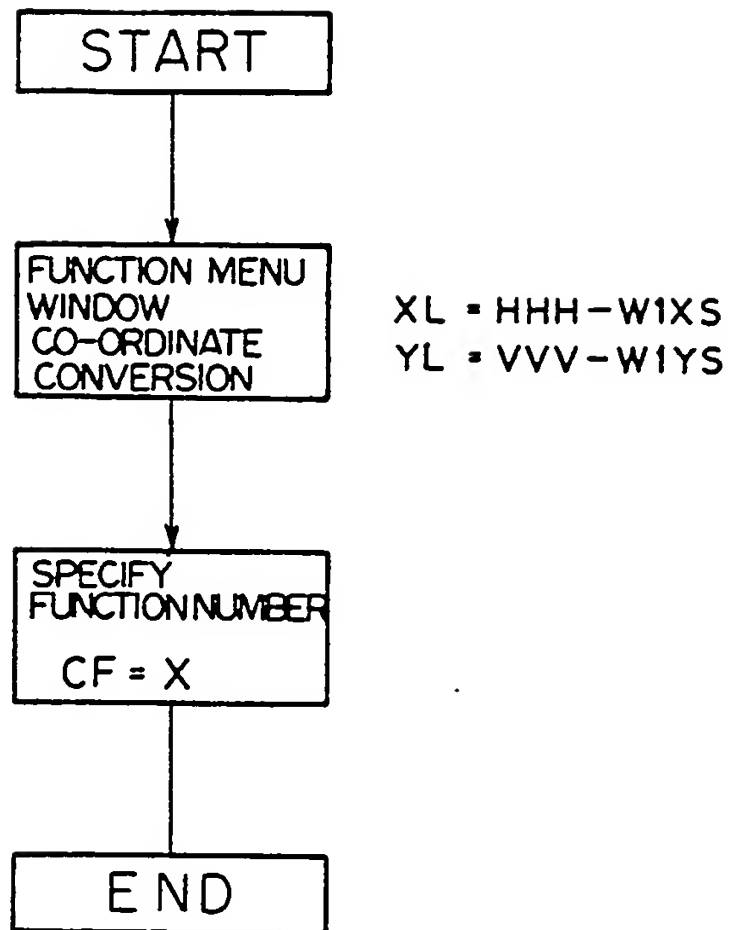 START
FUNCTION MENU
WINDOW
CO-ORDINATE
CONVERSION
XL = HHH-W1XS
YL = VVV-W1YS
SPECIFY
FUNCTION NUMBER
CF = X
END